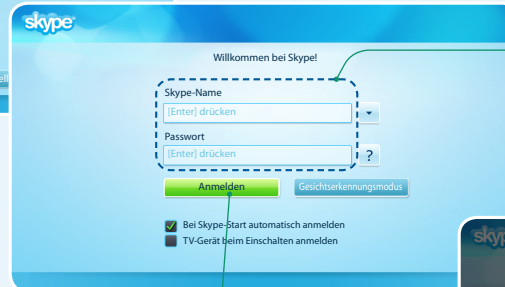 skype
Willkommen bei Skype!
Skype-Name
[Enter] drücken
Passwort
[Enter] drücken
?
Anmelden
Gesichtserkennungsmodus
Bei Skype-Start automatisch anmelden
TV-Gerät beim Einschalten anmelden